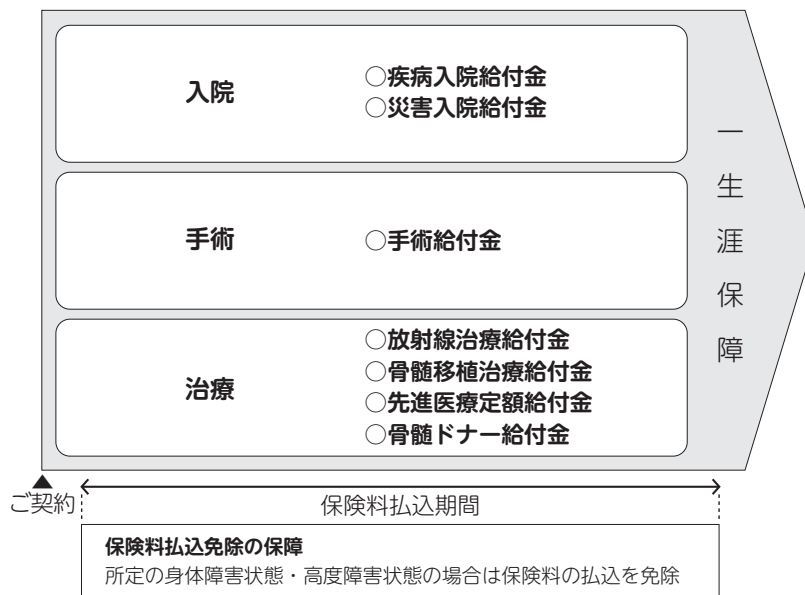 入院
○疾病入院給付金
○災害入院給付金
手術
○手術給付金
治療
○放射線治療給付金
○骨髄移植治療給付金
○先進医療定額給付金
○骨髄ドナー給付金
一生涯保障
▲
ご契約
保険料払込期間
保険料払込免除の保障
所定の身体障害状態・高度障害状態の場合は保険料の払込を免除